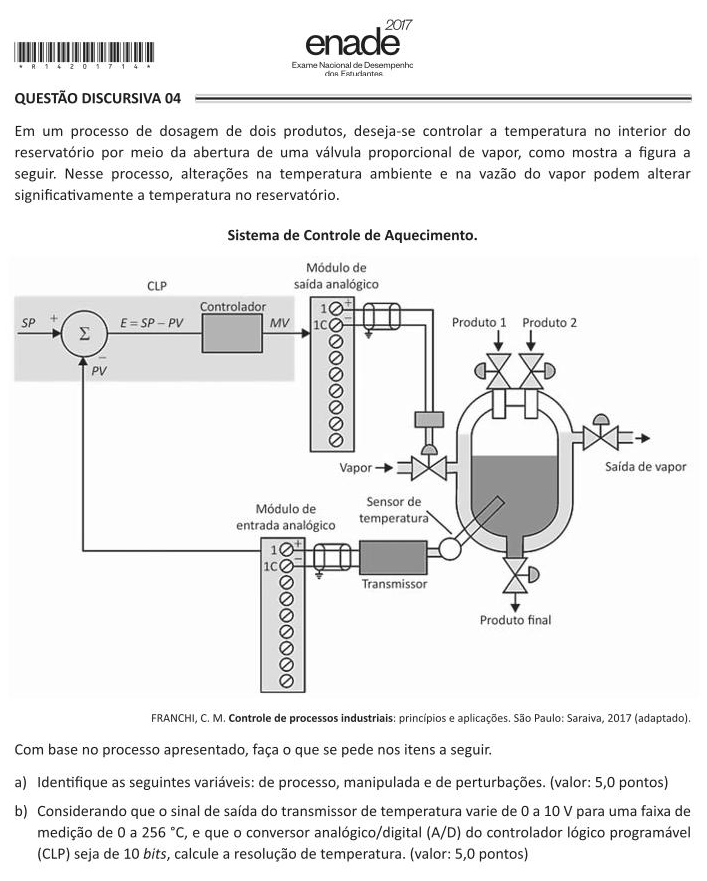 2017
enade
Exame Nacional de Desempenho
dos Estudantes
* R 1 4 2 0 1 7 1 4 *
QUESTÃO DISCURSIVA 04
Em um processo de dosagem de dois produtos, deseja-se controlar a temperatura no interior do
reservatório por meio da abertura de uma válvula proporcional de vapor, como mostra a figura a
seguir. Nesse processo, alterações na temperatura ambiente e na vazão do vapor podem alterar
significativamente a temperatura no reservatório.
Sistema de Controle de Aquecimento.
Módulo de
saída analógico
CLP
Controlador
SP
+
Σ
E = SP – PV
MV
–
PV
1
+
1C
–
Produto 1 Produto 2
Vapor
Saída de vapor
Sensor de
temperatura
Módulo de
entrada analógico
1
+
1C
–
Transmissor
Produto final
FRANCHI, C. M. Controle de processos industriais: princípios e aplicações. São Paulo: Saraiva, 2017 (adaptado).
Com base no processo apresentado, faça o que se pede nos itens a seguir.
a) Identifique as seguintes variáveis: de processo, manipulada e de perturbações. (valor: 5,0 pontos)
b) Considerando que o sinal de saída do transmissor de temperatura varie de 0 a 10 V para uma faixa de
medição de 0 a 256 °C, e que o conversor analógico/digital (A/D) do controlador lógico programável
(CLP) seja de 10 bits, calcule a resolução de temperatura. (valor: 5,0 pontos)